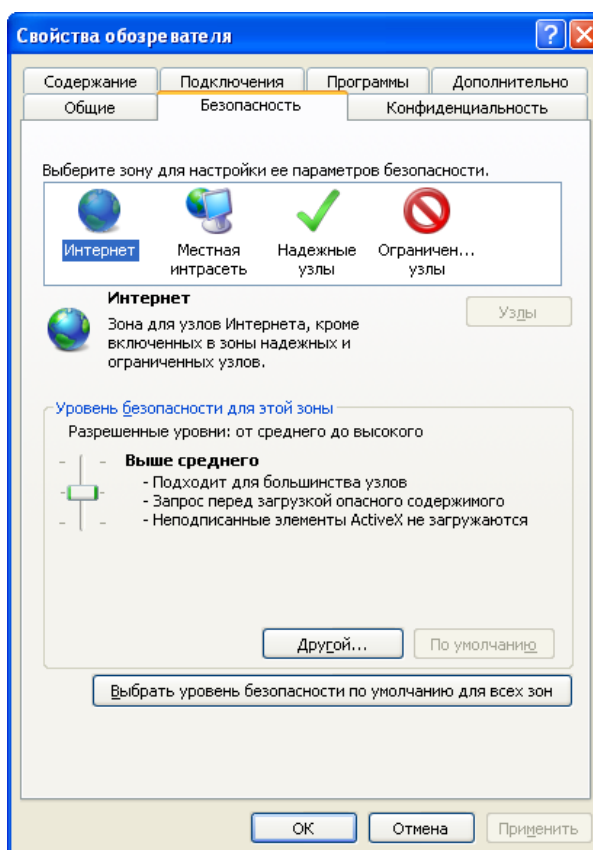 Свойства обозревателя
Содержание Подключения Программы Дополнительно
Общие Безопасность Конфиденциальность
Выберите зону для настройки ее параметров безопасности.
Интернет Местная интрасеть Надежные узлы Ограничен... узлы
Интернет
Узлы
Зона для узлов Интернета, кроме
включенных в зоны надежных и
ограниченных узлов.
Уровень безопасности для этой зоны
Разрешенные уровни: от среднего до высокого
Выше среднего
- Подходит для большинства узлов
- Запрос перед загрузкой опасного содержимого
- Неподписанные элементы ActiveX не загружаются
Другой... По умолчанию
Выбрать уровень безопасности по умолчанию для всех зон
ОК Отмена Применить